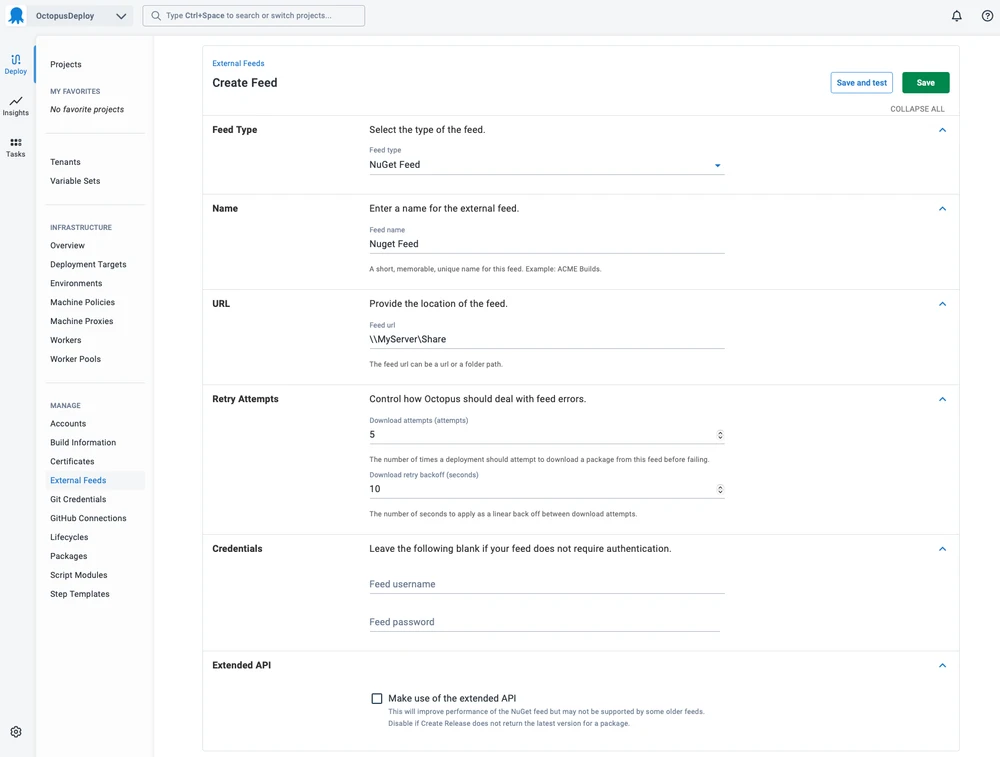 OctopusDeploy
Type Ctrl+Space to search or switch projects...
Deploy
Insights
Tasks
Projects
MY FAVORITES
No favorite projects
Tenants
Variable Sets
INFRASTRUCTURE
Overview
Deployment Targets
Environments
Machine Policies
Machine Proxies
Workers
Worker Pools
MANAGE
Accounts
Build Information
Certificates
External Feeds
Git Credentials
GitHub Connections
Lifecycles
Packages
Script Modules
Step Templates
External Feeds
Create Feed
Save and test
Save
COLLAPSE ALL
Feed Type
Select the type of the feed.
Feed type
NuGet Feed
Name
Enter a name for the external feed.
Feed name
Nuget Feed
A short, memorable, unique name for this feed. Example: ACME Builds.
URL
Provide the location of the feed.
Feed url
\\MyServer\Share
The feed url can be a url or a folder path.
Retry Attempts
Control how Octopus should deal with feed errors.
Download attempts (attempts)
5
The number of times a deployment should attempt to download a package from this feed before failing.
Download retry backoff (seconds)
10
The number of seconds to apply as a linear back off between download attempts.
Credentials
Leave the following blank if your feed does not require authentication.
Feed username
Feed password
Extended API
Make use of the extended API
This will improve performance of the NuGet feed but may not be supported by some older feeds.
Disable if Create Release does not return the latest version for a package.